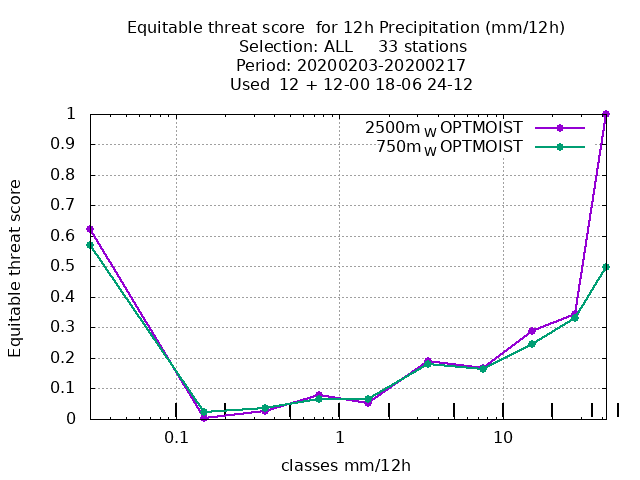 Equitable threat score  for 12h Precipitation (mm/12h)
Selection: ALL     33 stations
Period: 20200203-20200217
Used  12 + 12-00 18-06 24-12
2500m W OPTMOIST
750m W OPTMOIST
1
0.9
0.8
0.7
0.6
0.5
0.4
0.3
0.2
0.1
0
Equitable threat score
0.1 1 10
classes mm/12h